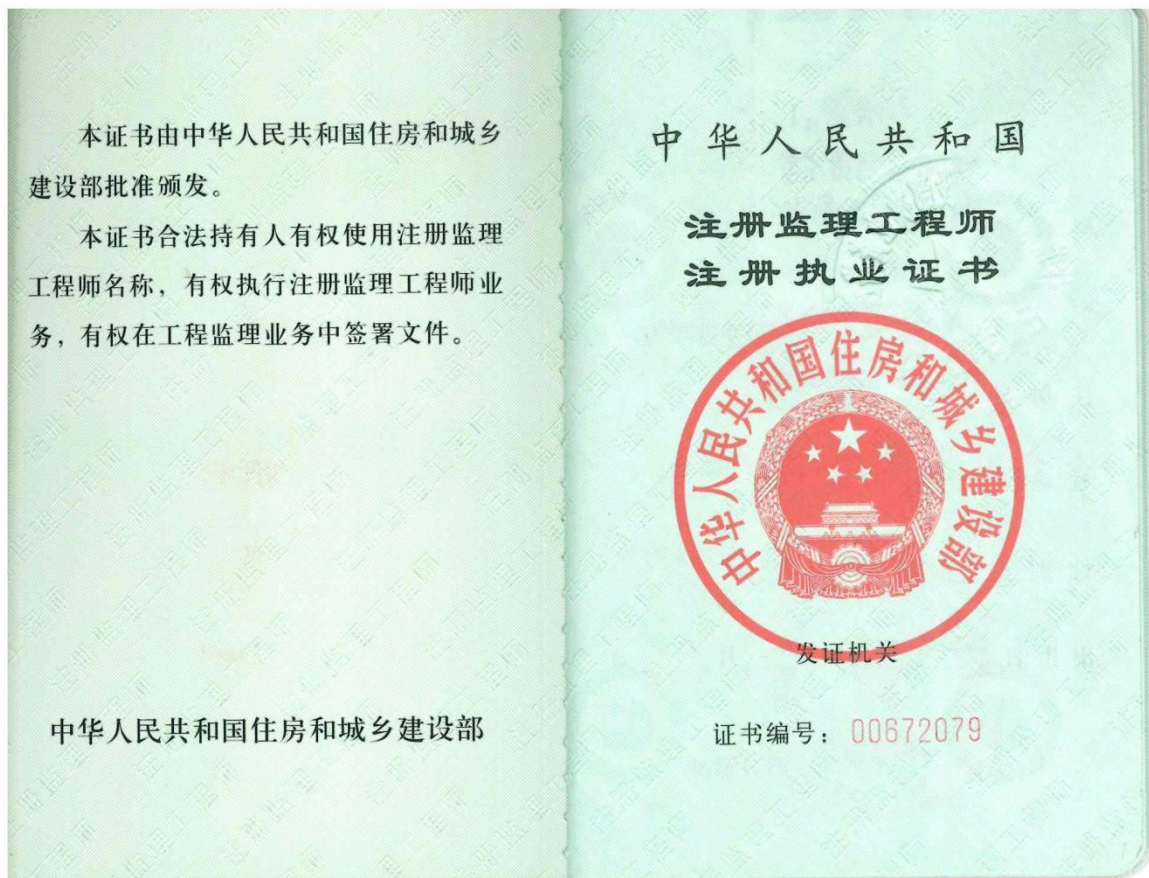 本证书由中华人民共和国住房和城乡
建设部批准颁发。
本证书合法持有人有权使用注册监理
工程师名称，有权执行注册监理工程师业
务，有权在工程监理业务中签署文件。
中华人民共和国住房和城乡建设部
中华人民共和国
注册监理工程师
注册执业证书
中华人民共和国住房和城乡建设部
发证机关
证书编号：00672079